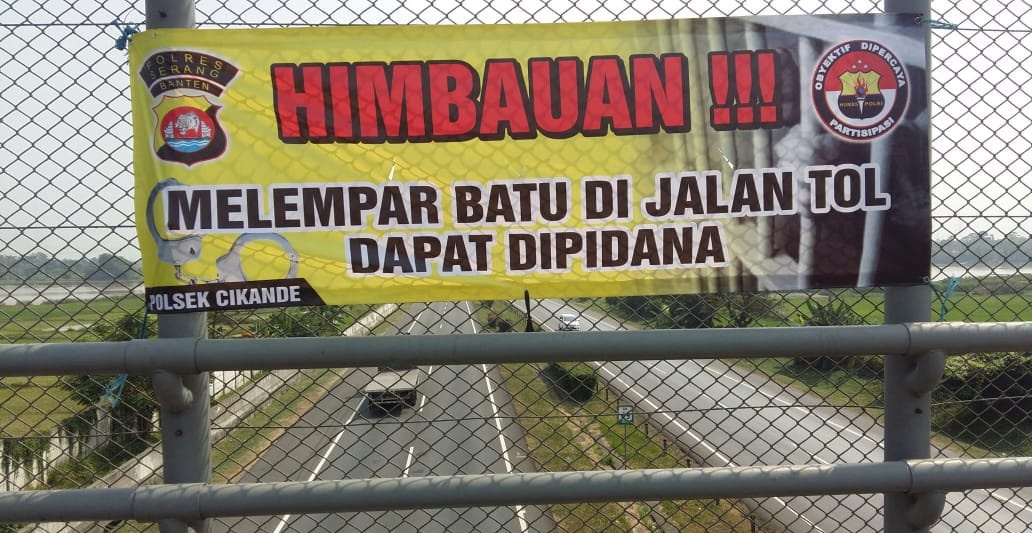 POLRES
SERANG
BANTEN
HIMBAUAN !!!
OBYEKTIF DIPERCAYA
HUMAS POLRI
PARTISIPASI
MELEMPAR BATU DI JALAN TOL
DAPAT DIPIDANA
POLSEK CIKANDE